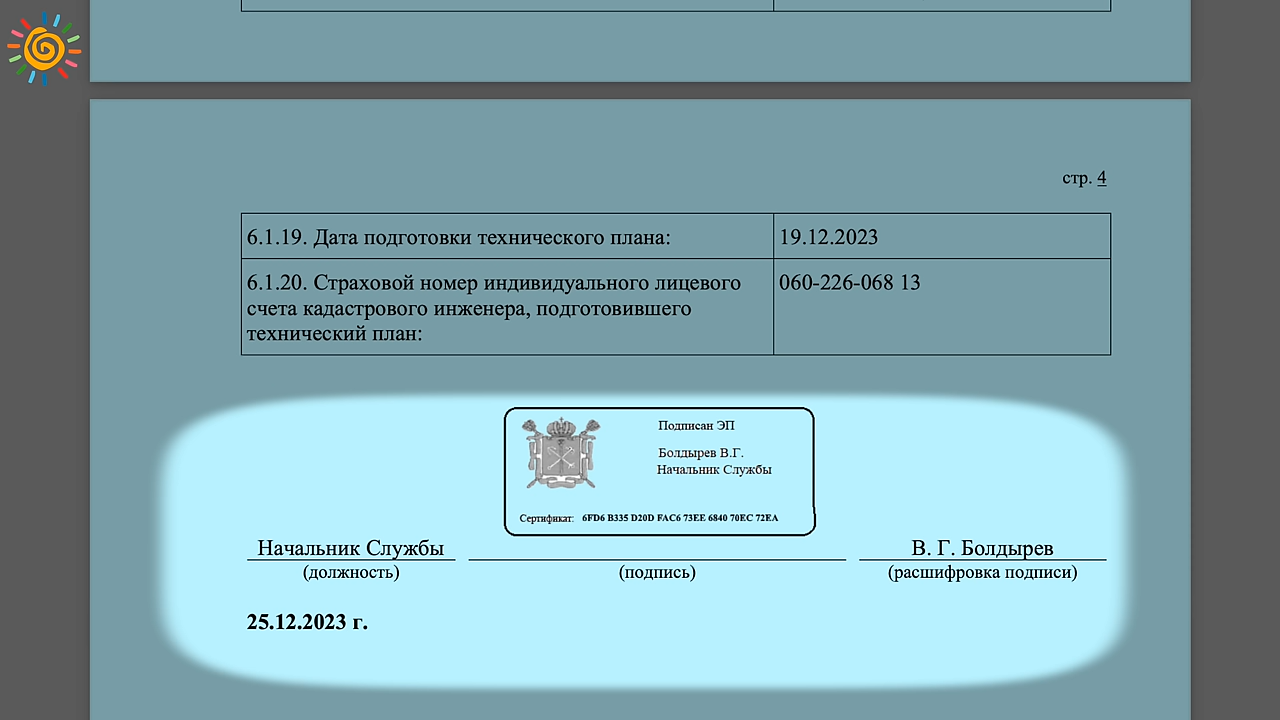 стр. 4
6.1.19. Дата подготовки технического плана:
19.12.2023
6.1.20. Страховой номер индивидуального лицевого
счета кадастрового инженера, подготовившего
технический план:
060-226-068 13
Подписан ЭП
Болдырев В.Г.
Начальник Службы
Сертификат: 6FD6 B335 D20D FAC6 73EE 6840 70EC 72EA
Начальник Службы
В. Г. Болдырев
(должность)
(подпись)
(расшифровка подписи)
25.12.2023 г.